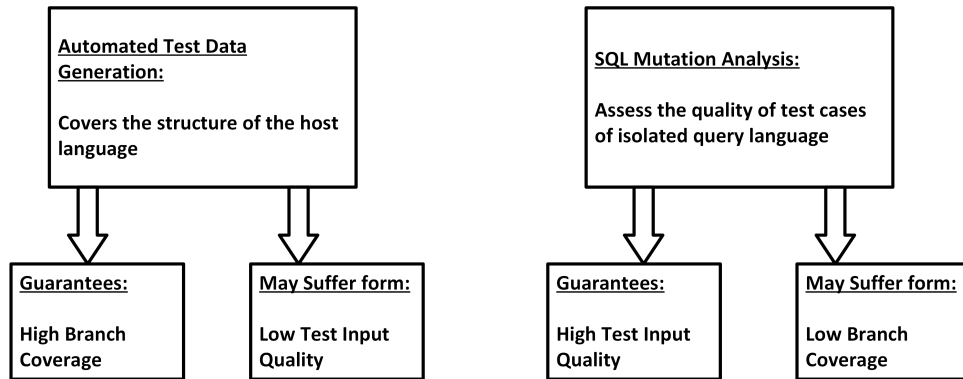 Automated Test Data
Generation:
Covers the structure of the host
language
SQL Mutation Analysis:
Assess the quality of test cases
of isolated query language
Guarantees:
High Branch
Coverage
May Suffer form:
Low Test Input
Quality
Guarantees:
High Test Input
Quality
May Suffer form:
Low Branch
Coverage